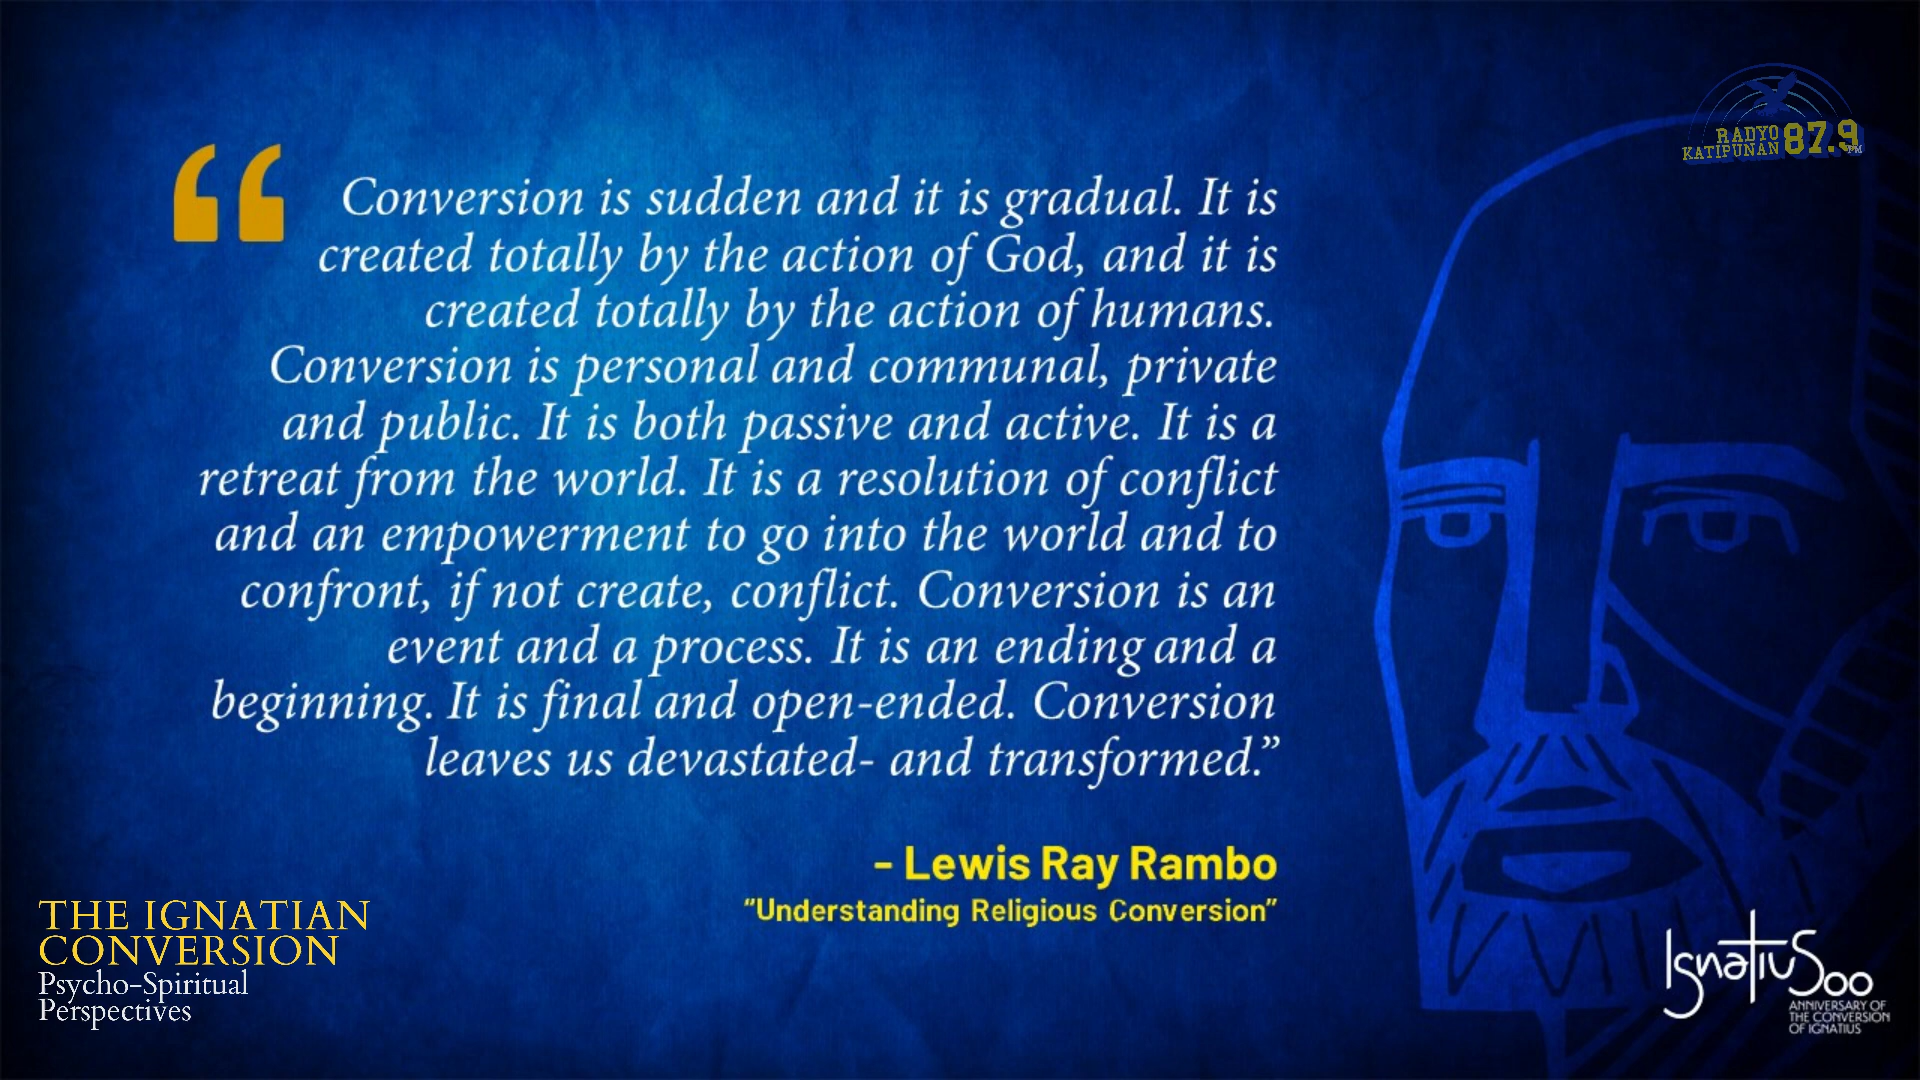 RADYO
KATIPUNAN 87.9 FM
“
Conversion is sudden and it is gradual. It is
created totally by the action of God, and it is
created totally by the action of humans.
Conversion is personal and communal, private
and public. It is both passive and active. It is a
retreat from the world. It is a resolution of conflict
and an empowerment to go into the world and to
confront, if not create, conflict. Conversion is an
event and a process. It is an ending and a
beginning. It is final and open-ended. Conversion
leaves us devastated- and transformed.”
- Lewis Ray Rambo
“Understanding Religious Conversion”
THE IGNATIAN
CONVERSION
Psycho-Spiritual
Perspectives
Ignatius500
ANNIVERSARY OF
THE CONVERSION
OF IGNATIUS